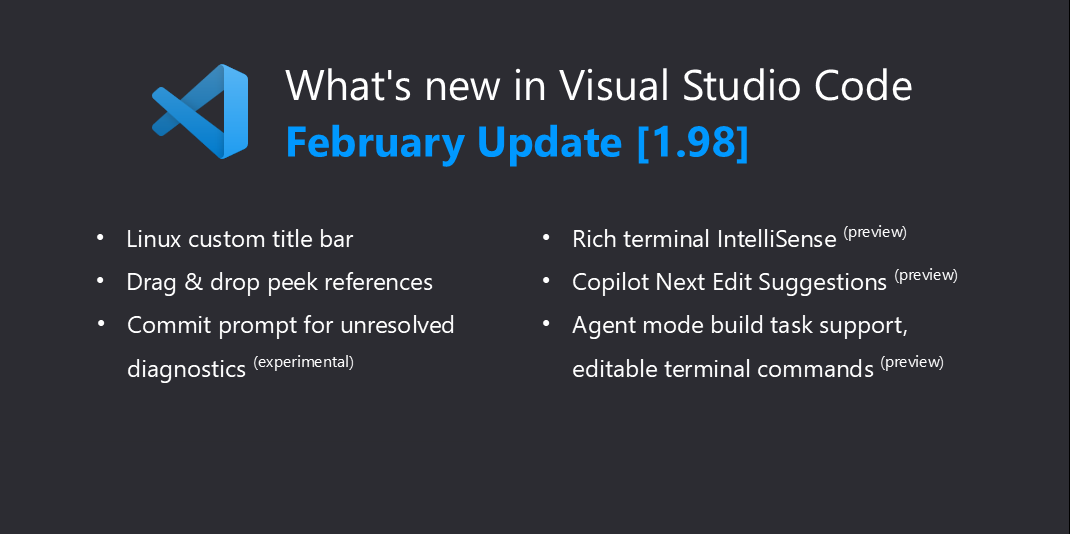 What's new in Visual Studio Code
February Update [1.98]
• Linux custom title bar
• Drag & drop peek references
• Commit prompt for unresolved
diagnostics (experimental)
• Rich terminal IntelliSense (preview)
• Copilot Next Edit Suggestions (preview)
• Agent mode build task support,
editable terminal commands (preview)